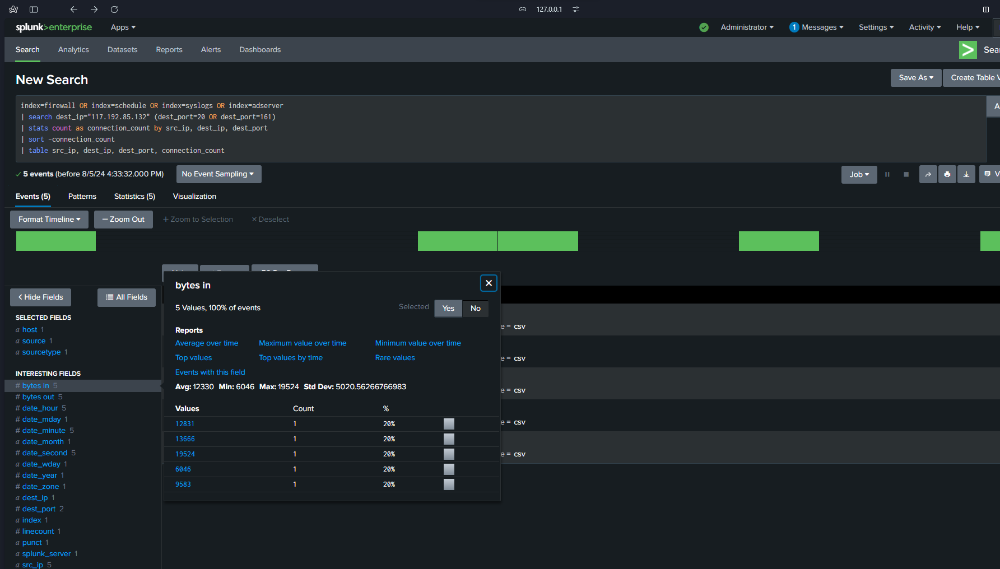 127.0.0.1
splunk>enterprise Apps Administrator 1 Messages Settings Activity Help
Search Analytics Datasets Reports Alerts Dashboards
New Search Save As Create Table
index=firewall OR index=schedule OR index=syslogs OR index=adserver
| search dest_ip="117.192.85.132" (dest_port=20 OR dest_port=161)
| stats count as connection_count by src_ip, dest_ip, dest_port
| sort -connection_count
| table src_ip, dest_ip, dest_port, connection_count
✓ 5 events (before 8/5/24 4:33:32.000 PM) No Event Sampling Job
Events (5) Patterns Statistics (5) Visualization
Format Timeline — Zoom Out + Zoom to Selection × Deselect
bytes in
< Hide Fields All Fields
5 Values, 100% of events Selected Yes No
SELECTED FIELDS
a host 1
a source 1
a sourcetype 1
INTERESTING FIELDS
# bytes in 5
# bytes out 5
# date_hour 5
# date_mday 1
# date_minute 5
a date_month 1
# date_second 5
a date_wday 1
# date_year 1
# date_zone 1
a dest_ip 1
# dest_port 2
a index 1
# linecount 1
a punct 1
a splunk_server 1
a src_ip 5
Reports
Average over time Maximum value over time Minimum value over time
Top values Top values by time Rare values
Events with this field
Avg: 12330 Min: 6046 Max: 19524 Std Dev: 5020.56266766983
Values Count %
12831 1 20%
13666 1 20%
19524 1 20%
6046 1 20%
9583 1 20%
e = csv
e = csv
e = csv
e = csv
e = csv